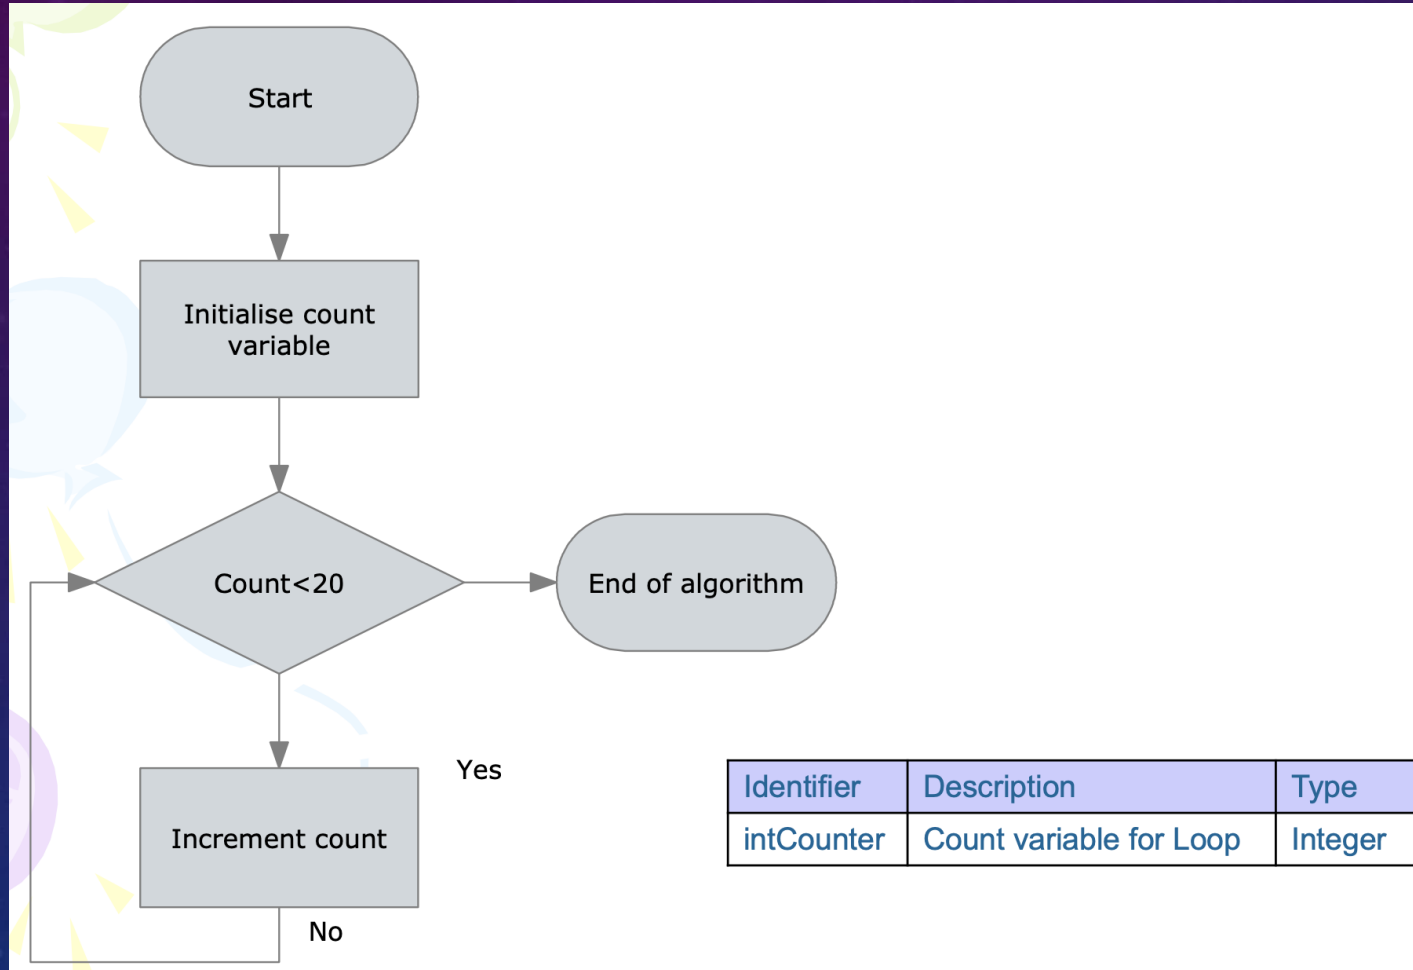 Start
Initialise count
variable
Count<20
End of algorithm
Yes
Increment count
No
Identifier Description Type
intCounter Count variable for Loop Integer